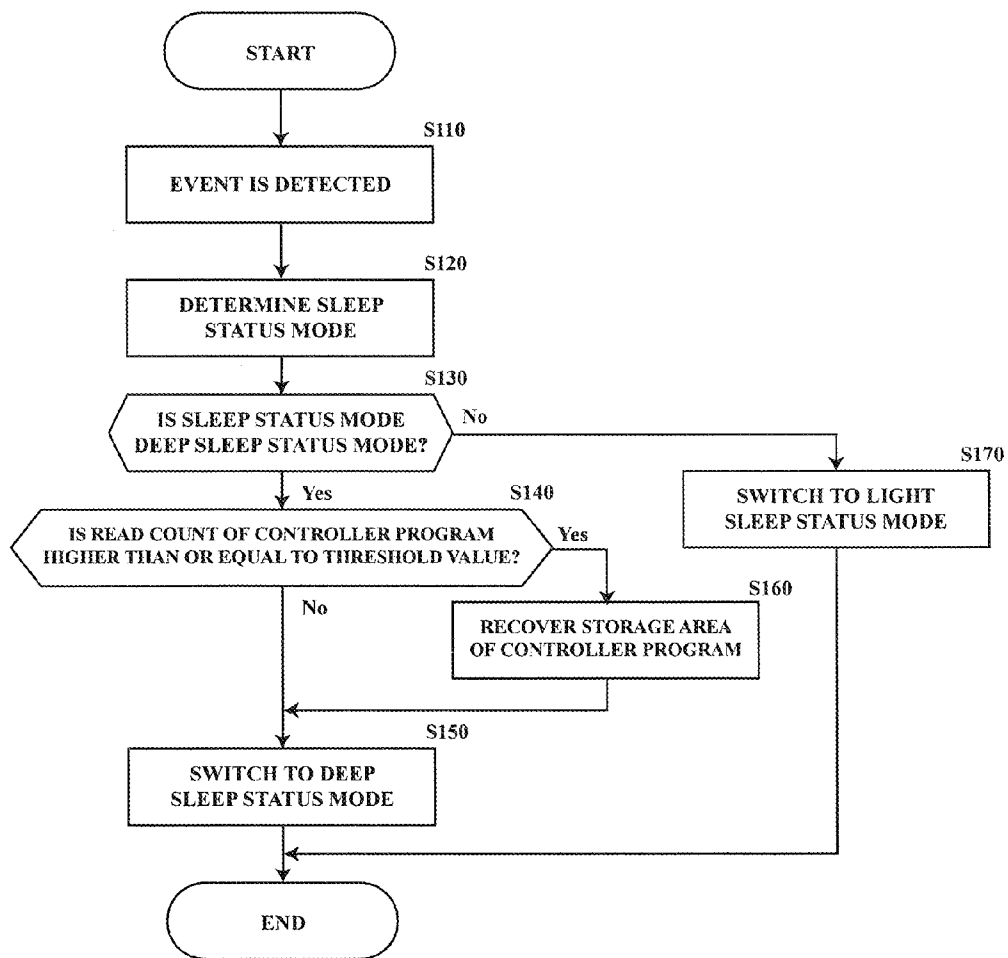 START
S110
EVENT IS DETECTED
S120
DETERMINE SLEEP
STATUS MODE
S130
IS SLEEP STATUS MODE
DEEP SLEEP STATUS MODE?
No
S170
SWITCH TO LIGHT
SLEEP STATUS MODE
Yes
S140
IS READ COUNT OF CONTROLLER PROGRAM
HIGHER THAN OR EQUAL TO THRESHOLD VALUE?
Yes
S160
RECOVER STORAGE AREA
OF CONTROLLER PROGRAM
No
S150
SWITCH TO DEEP
SLEEP STATUS MODE
END